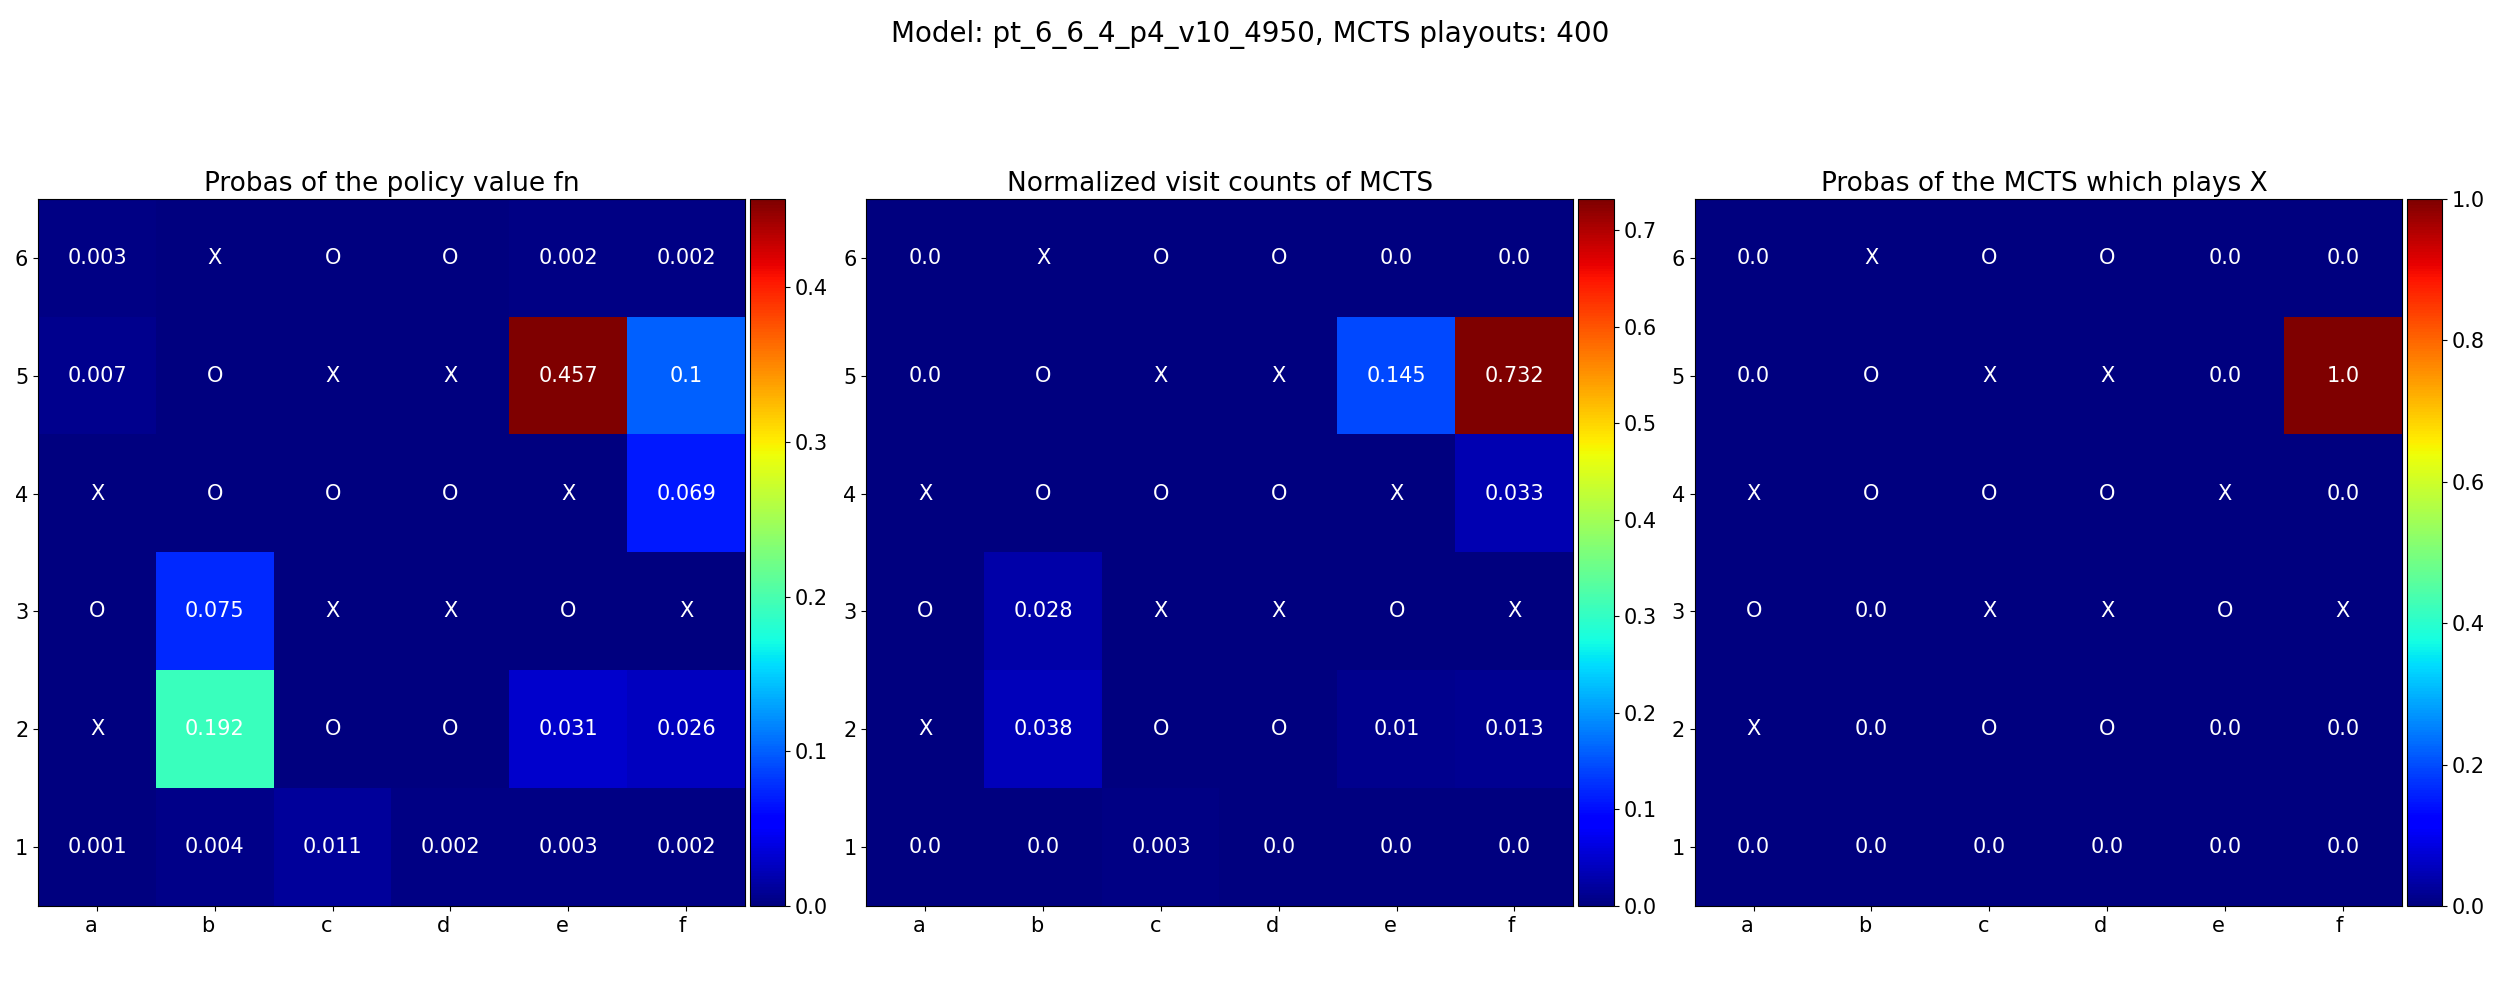 Model: pt_6_6_4_p4_v10_4950, MCTS playouts: 400
Probas of the policy value fn
6 0.003 X O O 0.002 0.002
5 0.007 O X X 0.457 0.1
4 X O O O X 0.069
3 O 0.075 X X O X
2 X 0.192 O O 0.031 0.026
1 0.001 0.004 0.011 0.002 0.003 0.002
a b c d e f
0.4
0.3
0.2
0.1
0.0
Normalized visit counts of MCTS
6 0.0 X O O 0.0 0.0
5 0.0 O X X 0.145 0.732
4 X O O O X 0.033
3 O 0.028 X X O X
2 X 0.038 O O 0.01 0.013
1 0.0 0.0 0.003 0.0 0.0 0.0
a b c d e f
0.7
0.6
0.5
0.4
0.3
0.2
0.1
0.0
Probas of the MCTS which plays X
6 0.0 X O O 0.0 0.0
5 0.0 O X X 0.0 1.0
4 X O O O X 0.0
3 O 0.0 X X O X
2 X 0.0 O O 0.0 0.0
1 0.0 0.0 0.0 0.0 0.0 0.0
a b c d e f
1.0
0.8
0.6
0.4
0.2
0.0